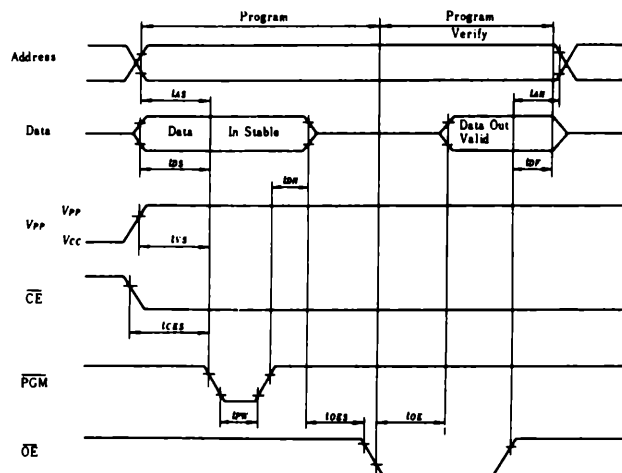 Program Program
Verify
Address
tAS tAH
Data Data In Stable Data Out
Valid
tDS tDH tDF
VPP VPP
VCC
tVS
CE
tCES
PGM
tPW tOES tOE
OE